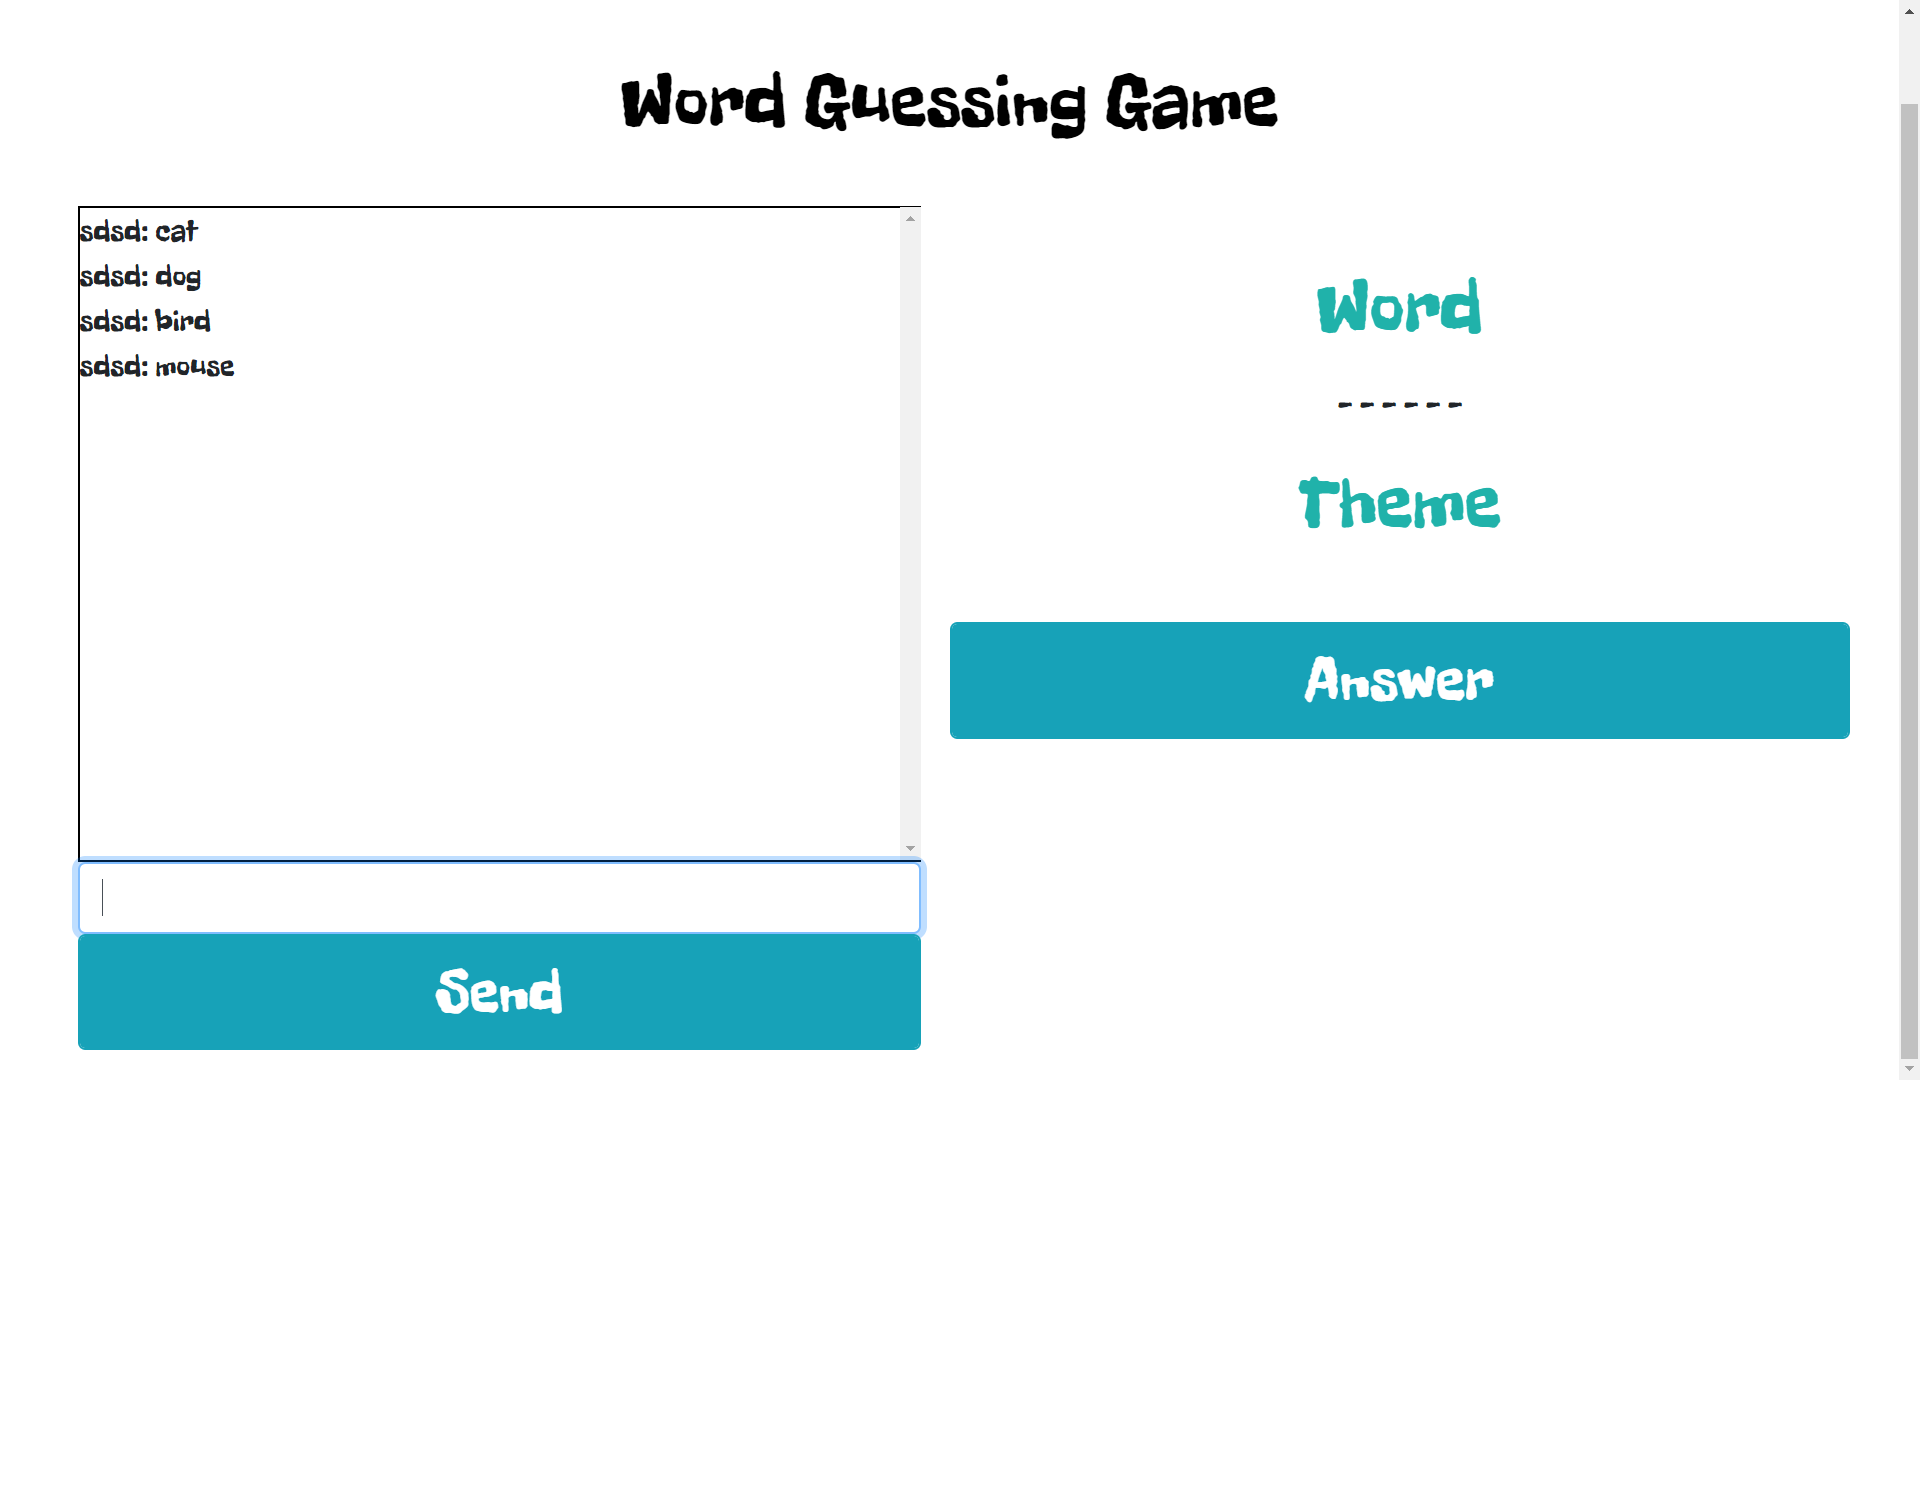 Word Guessing Game
sdsd: cat
sdsd: dog
sdsd: bird
sdsd: mouse
Send
Word
------
Theme
Answer